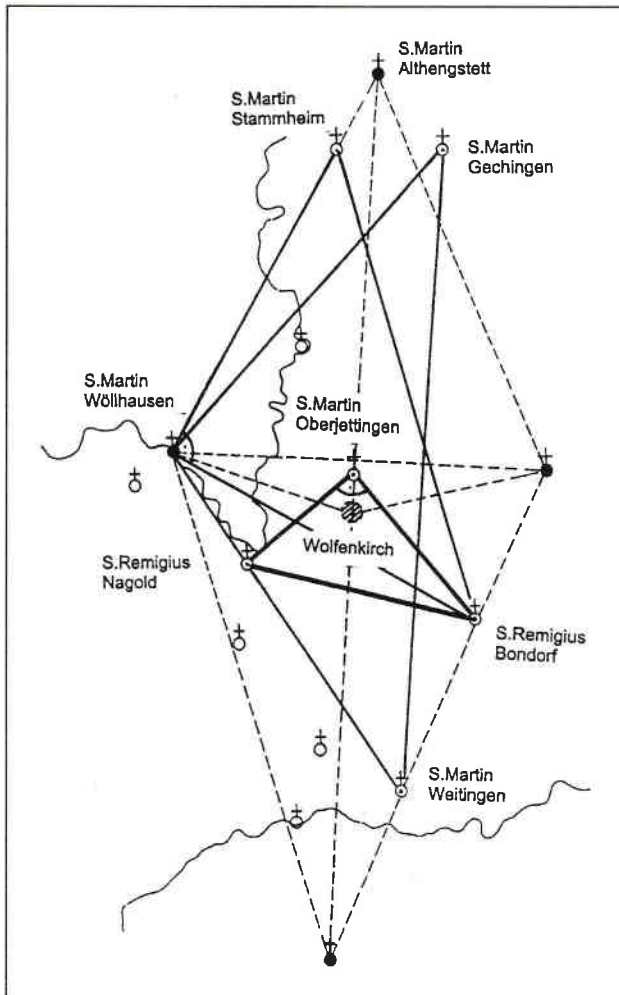 S.Martin
Althengstett
S.Martin
Stammheim
S.Martin
Gechingen
S.Martin
Wöllhausen
S.Martin
Oberjettingen
Wolfenkirch
S.Remigius
Nagold
S.Remigius
Bondorf
S.Martin
Weitingen